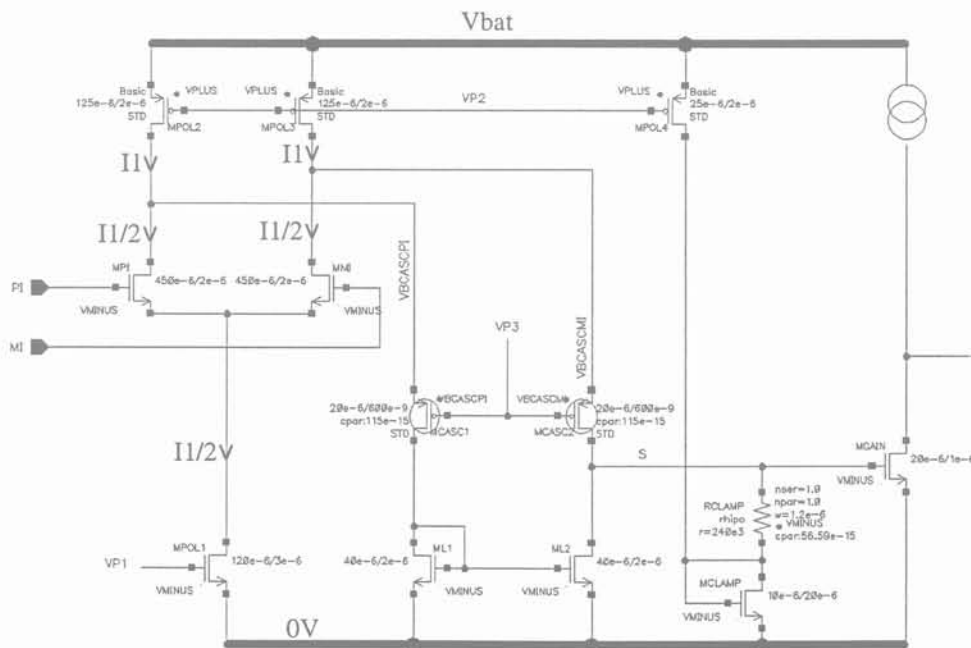 Vbat
Basic
VPLUS
VPLUS
Basic
VP2
VPLUS
Basic
125e-6/2e-6
125e-6/2e-6
25e-6/2e-6
STD
STD
STD
MPOL2
MPOL3
MPOL4
I1
I1
I1/2
I1/2
MPI
MNI
450e-6/2e-6
450e-6/2e-6
PI
VMINUS
VMINUS
VBCASCPI
VBCASCMI
VP3
MI
20e-6/600e-9
VBCASCPI
VBCASCM
20e-6/600e-9
cpar:115e-15
cpar:115e-15
STD
MCASC1
MCASC2
STD
I1/2
S
MGAIN
20e-6/1e-6
VMINUS
nser=1.0
RCLAMP
npar=1.0
rhipo
w=1.2e-6
r=240e3
VMINUS
cpar:56.59e-15
MPOL1
ML1
ML2
VP1
120e-6/3e-6
40e-6/2e-6
40e-6/2e-6
MCLAMP
VMINUS
VMINUS
VMINUS
10e-6/20e-6
VMINUS
0V